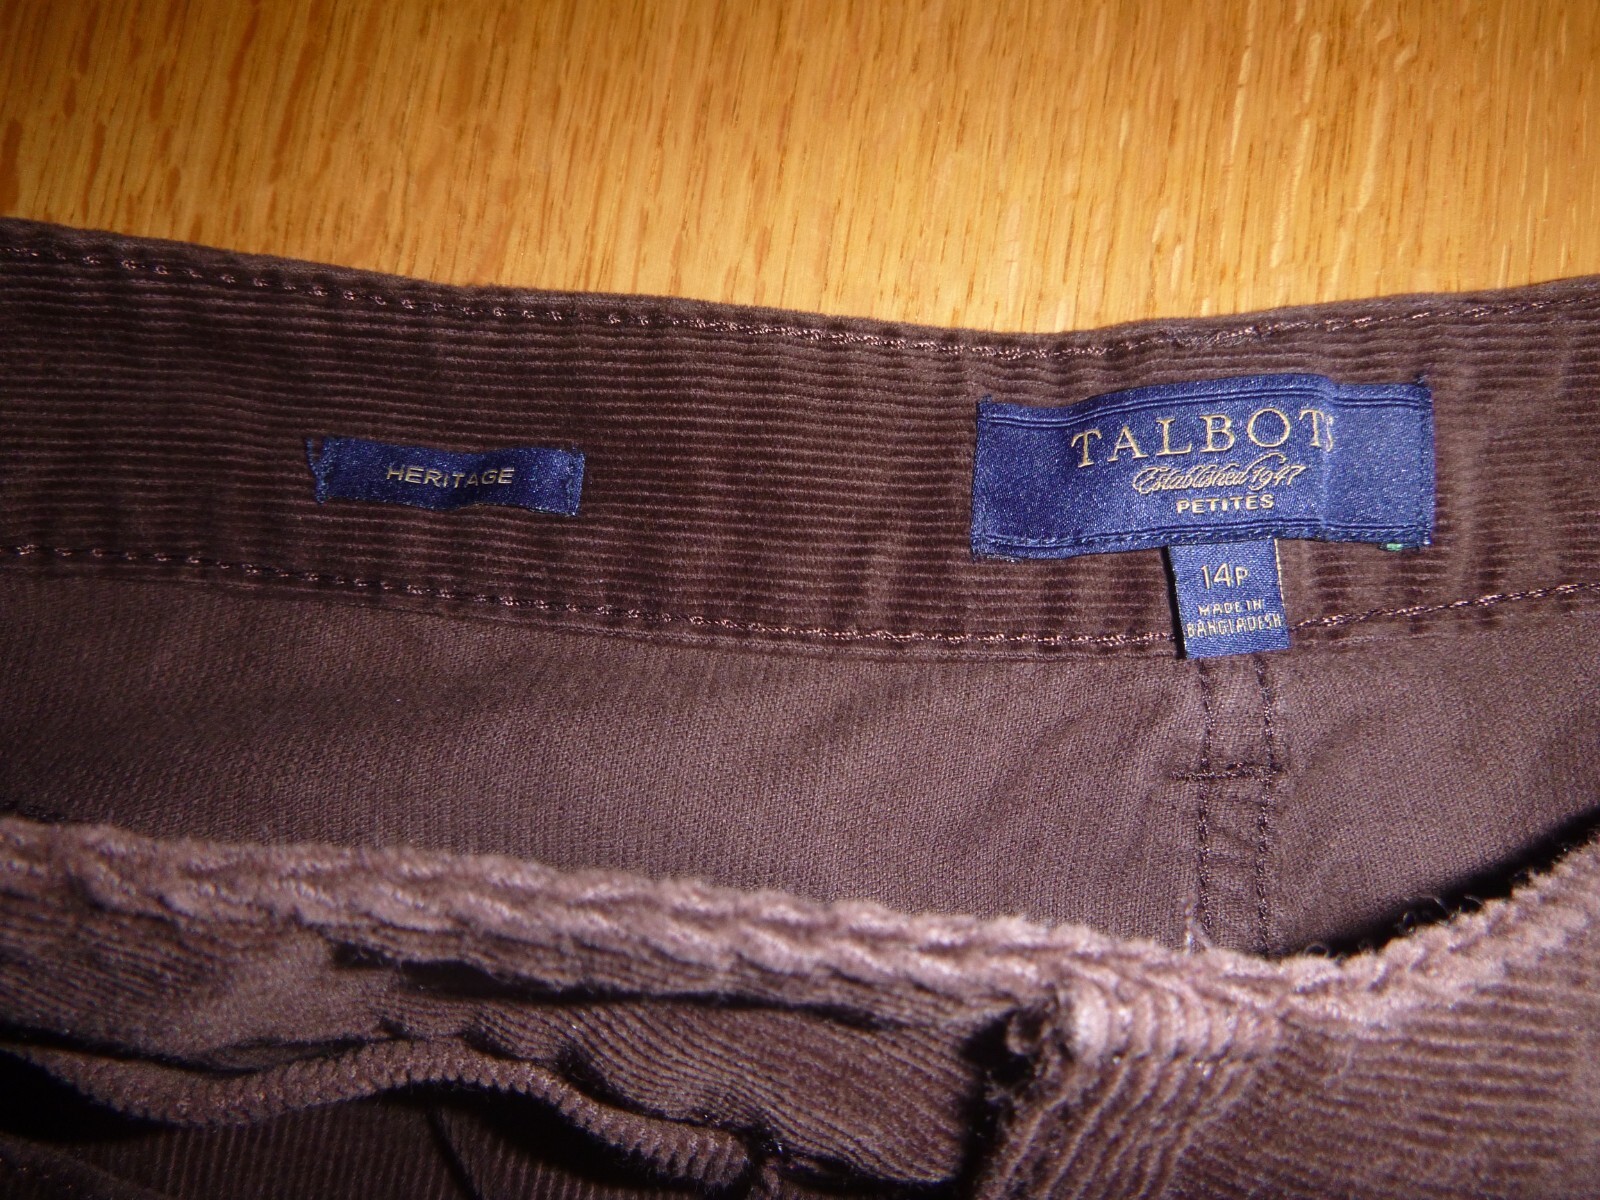 HERITAGE
TALBOTS
Established 1947
PETITES
14P
MADE IN
BANGLADESH